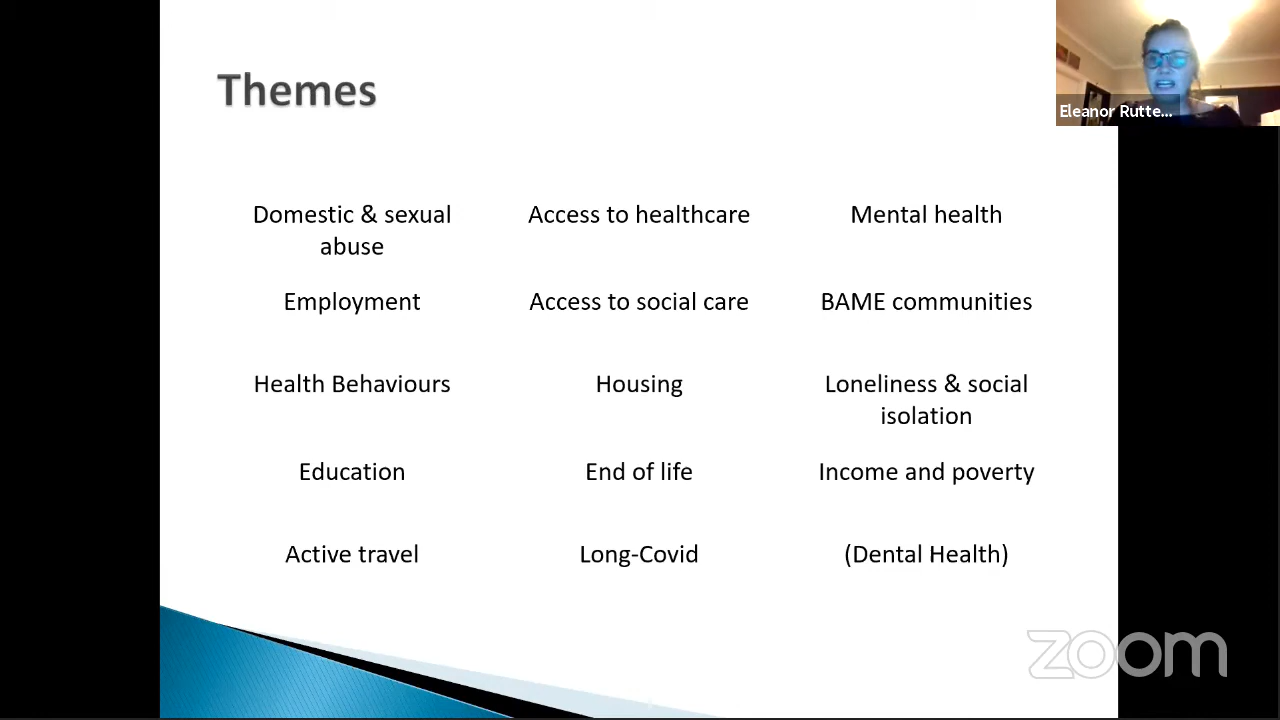 Themes
Eleanor Rutte...
Domestic & sexual
abuse
Access to healthcare
Mental health
Employment
Access to social care
BAME communities
Health Behaviours
Housing
Loneliness & social
isolation
Education
End of life
Income and poverty
Active travel
Long-Covid
(Dental Health)
zoom